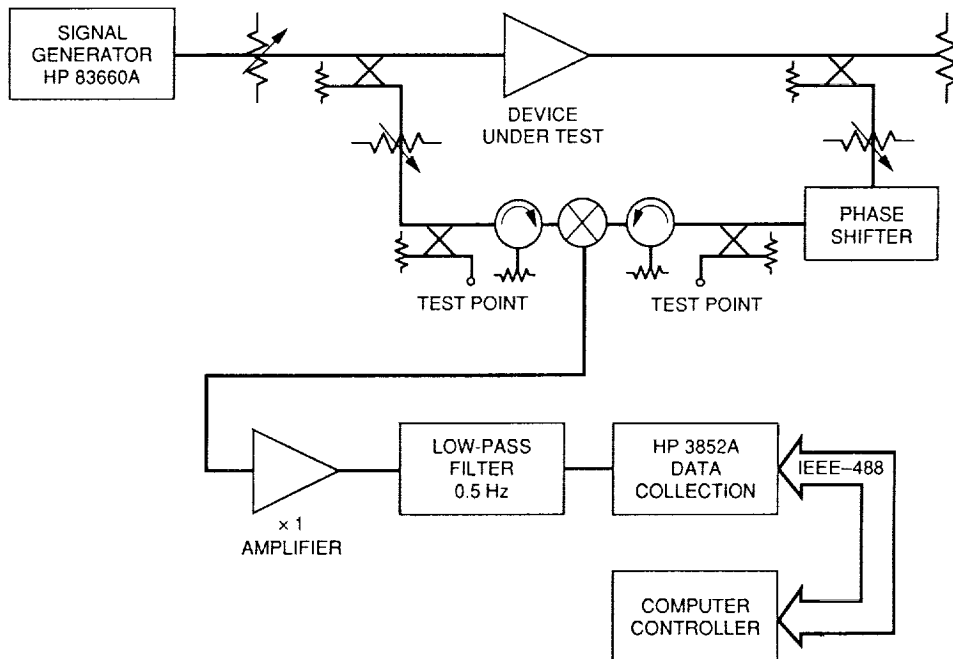 SIGNAL
GENERATOR
HP 83660A
DEVICE
UNDER TEST
PHASE
SHIFTER
TEST POINT
TEST POINT
LOW-PASS
FILTER
0.5 Hz
HP 3852A
DATA
COLLECTION
IEEE–488
× 1
AMPLIFIER
COMPUTER
CONTROLLER